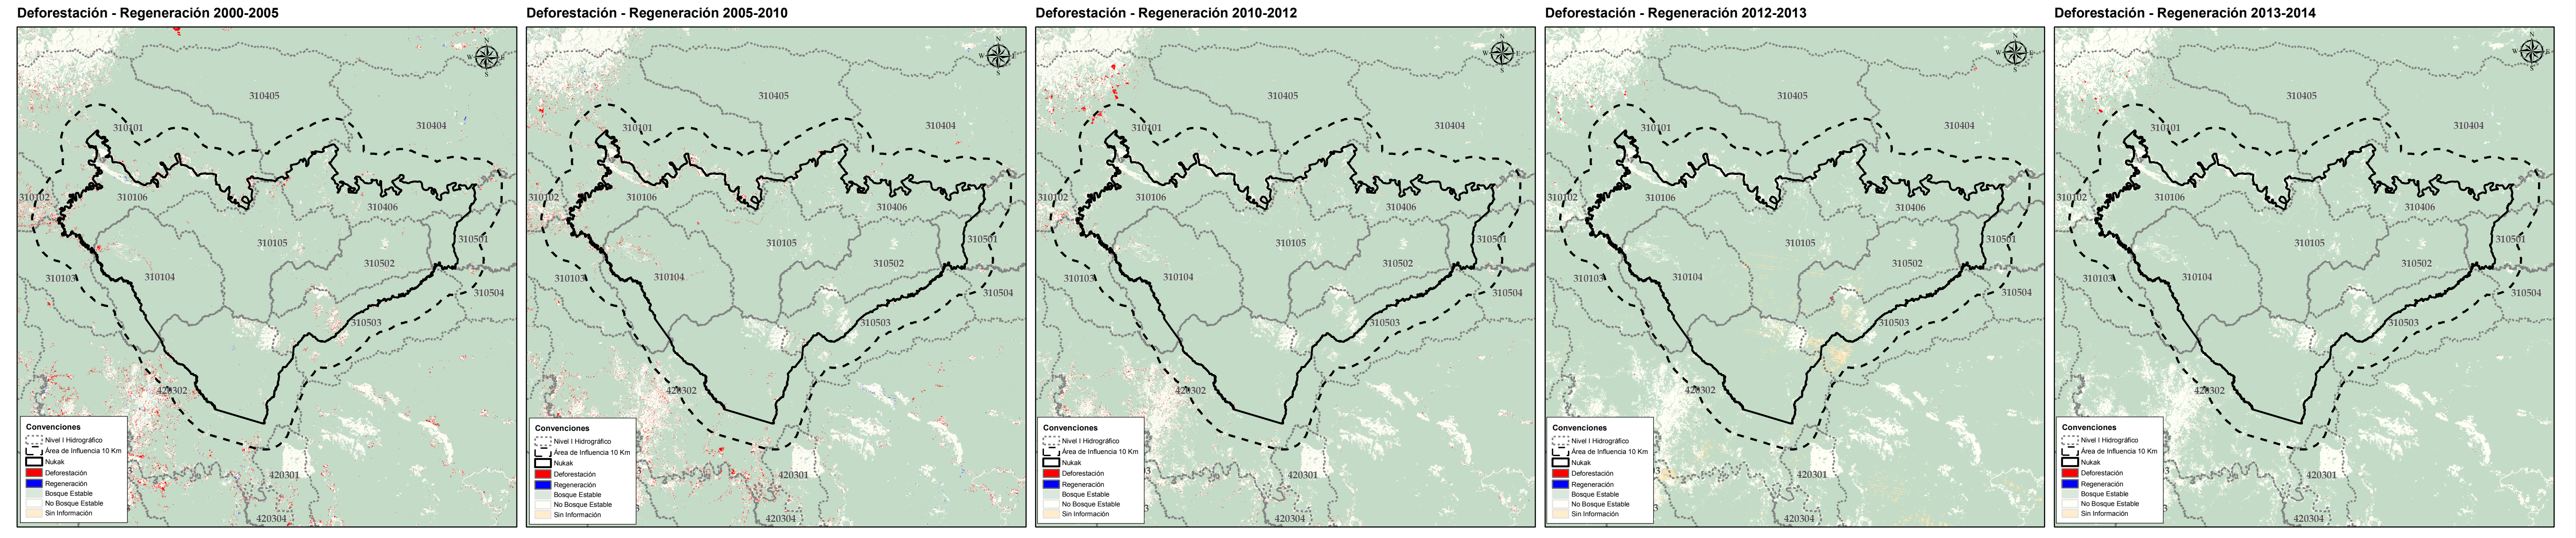 Deforestación - Regeneración 2000-2005
N
W
E
S
310405
310404
310101
310102
310106
310406
310105
310501
310502
310104
310103
310504
310503
420302
420301
420304
3
Convenciones
Nivel I Hidrográfico
Área de Influencia 10 Km
Nukak
Deforestación
Regeneración
Bosque Estable
No Bosque Estable
Sin Información
Deforestación - Regeneración 2005-2010
N
W
E
S
310405
310404
310101
310102
310106
310406
310105
310501
310502
310104
310103
310504
310503
420302
420301
420304
3
Convenciones
Nivel I Hidrográfico
Área de Influencia 10 Km
Nukak
Deforestación
Regeneración
Bosque Estable
No Bosque Estable
Sin Información
Deforestación - Regeneración 2010-2012
N
W
E
S
310405
310404
310101
310102
310106
310406
310105
310501
310502
310104
310103
310504
310503
420302
420301
420304
03
3
Convenciones
Nivel I Hidrográfico
Área de Influencia 10 Km
Nukak
Deforestación
Regeneración
Bosque Estable
No Bosque Estable
Sin Información
Deforestación - Regeneración 2012-2013
N
W
E
S
310405
310404
310101
310102
310106
310406
310105
310501
310502
310104
310103
310504
310503
420302
420301
420304
03
Convenciones
Nivel I Hidrográfico
Área de Influencia 10 Km
Nukak
Deforestación
Regeneración
Bosque Estable
No Bosque Estable
Sin Información
Deforestación - Regeneración 2013-2014
N
W
E
S
310405
310404
310101
310102
310106
310406
310105
310501
310502
310104
310103
310504
310503
420302
420301
420304
3
Convenciones
Nivel I Hidrográfico
Área de Influencia 10 Km
Nukak
Deforestación
Regeneración
Bosque Estable
No Bosque Estable
Sin Información